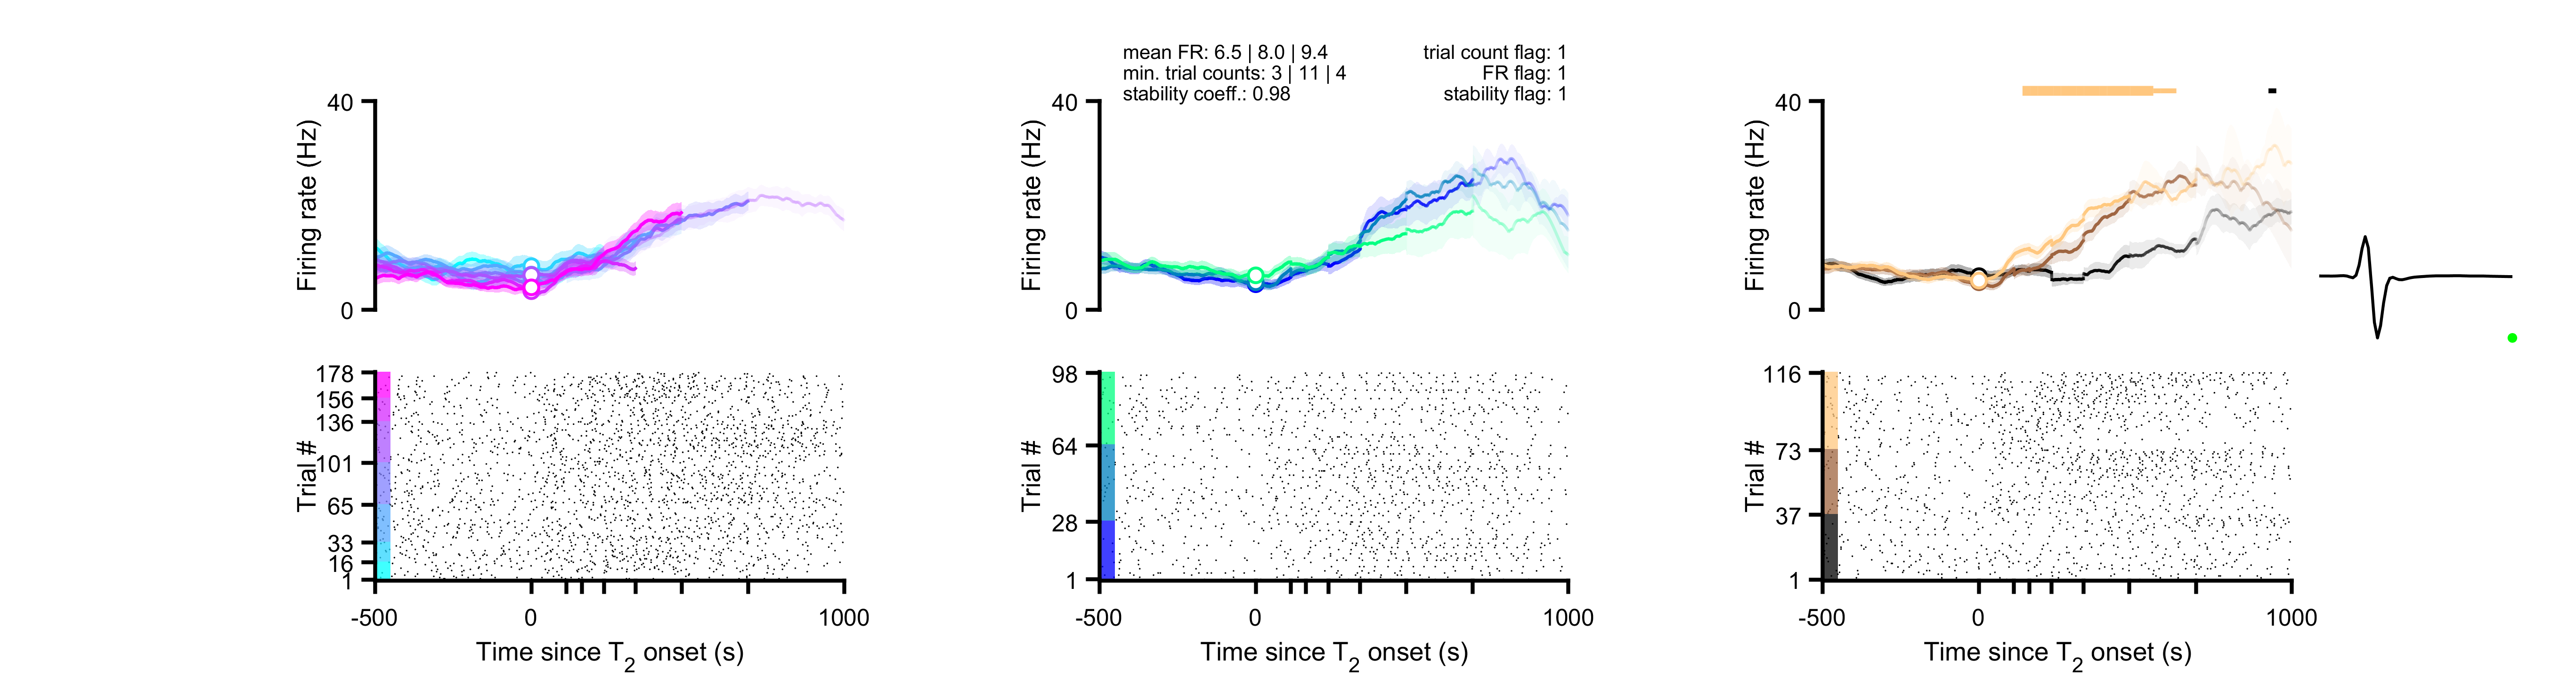 mean FR: 6.5 | 8.0 | 9.4
min. trial counts: 3 | 11 | 4
stability coeff.: 0.98
trial count flag: 1
FR flag: 1
stability flag: 1
40
Firing rate (Hz)
0
178
156
136
101
65
33
16
1
Trial #
-500
0
1000
Time since T2 onset (s)
40
Firing rate (Hz)
0
98
64
28
1
Trial #
-500
0
1000
Time since T2 onset (s)
40
Firing rate (Hz)
0
116
73
37
1
Trial #
-500
0
1000
Time since T2 onset (s)